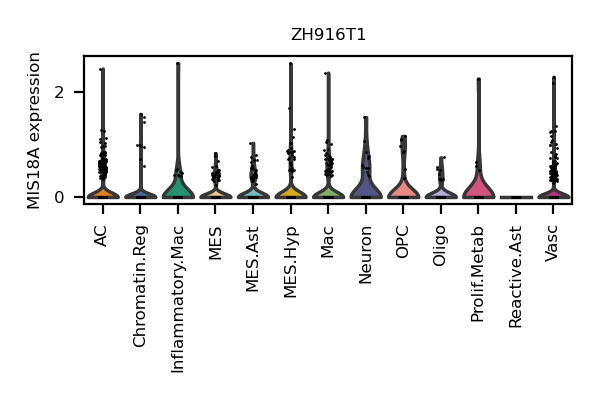 ZH916T1
MIS18A expression
2
0
AC
Chromatin.Reg
Inflammatory.Mac
MES
MES.Ast
MES.Hyp
Mac
Neuron
OPC
Oligo
Prolif.Metab
Reactive.Ast
Vasc